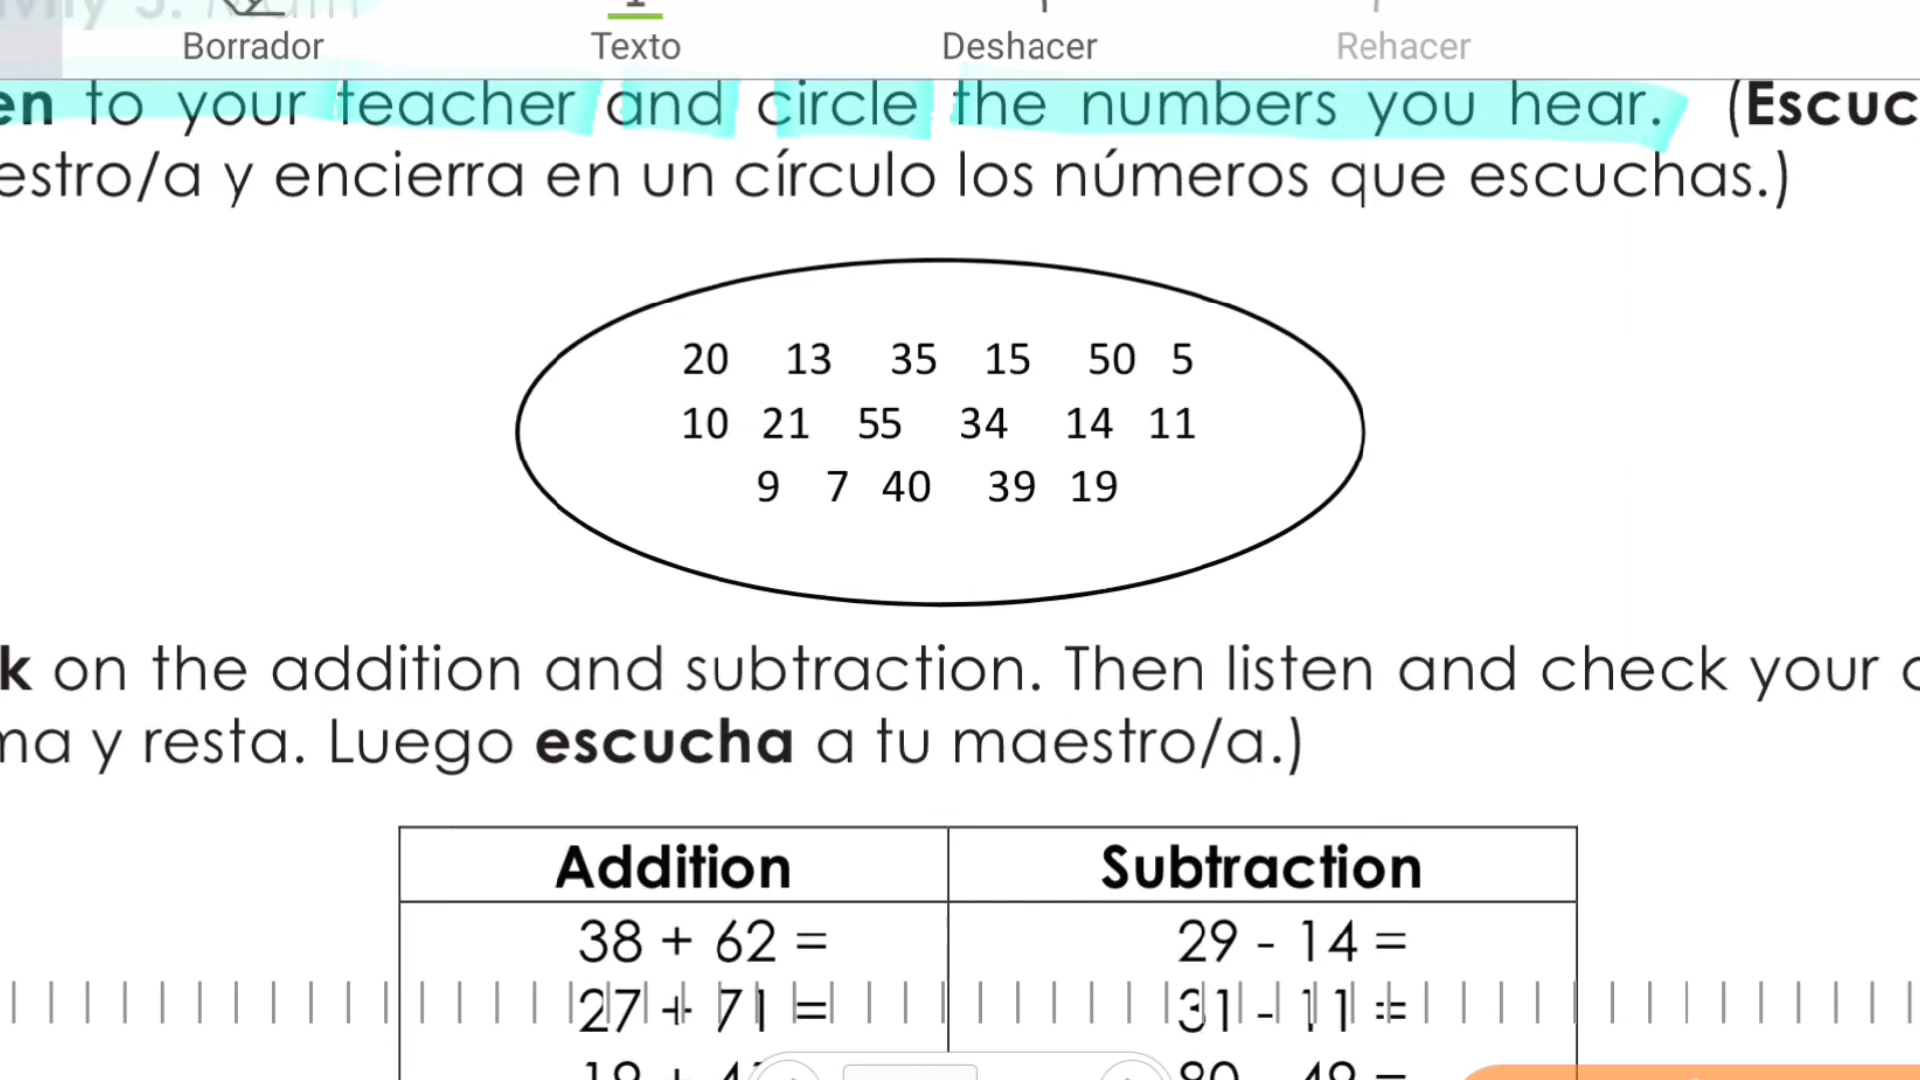 Borrador Texto Deshacer Rehacer
to your teacher and circle the numbers you hear. (Escuc
y encierra en un círculo los números que escuchas.)
20 13 35 15 50 5
10 21 55 34 14 11
9 7 40 39 19
on the addition and subtraction. Then listen and check your
y resta. Luego escucha a tu maestro/a.)
Addition Subtraction
38 + 62 = 29 - 14 =
27 + 71 = 31 - 11 =